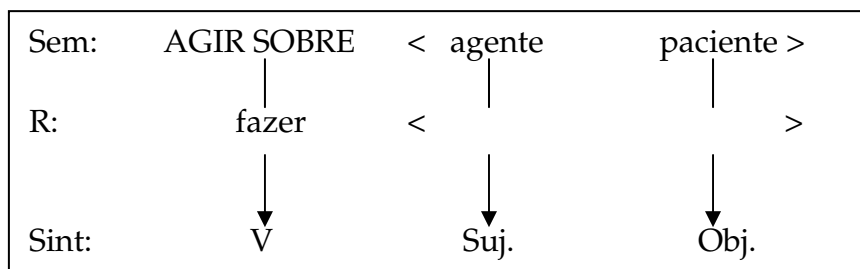 Sem: AGIR SOBRE < agente paciente >
R: fazer < >
Sint: V Suj. Obj.